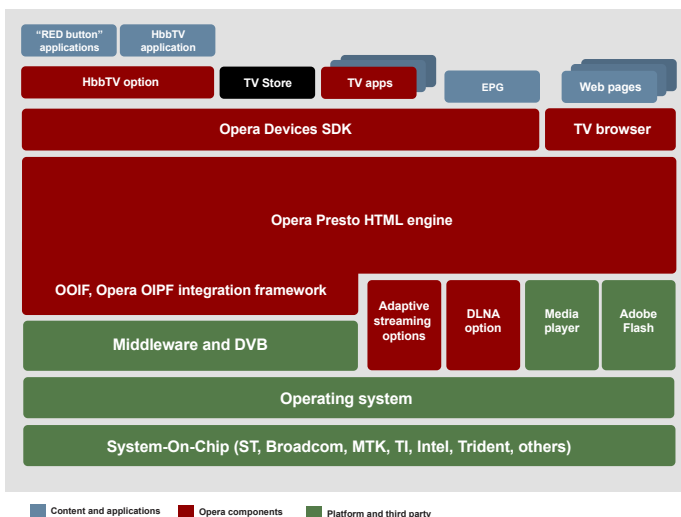 “RED button”
applications
HbbTV
application
HbbTV option
TV Store
TV apps
EPG
Web pages
Opera Devices SDK
TV browser
Opera Presto HTML engine
OOIF, Opera OIPF integration framework
Adaptive
streaming
options
DLNA
option
Media
player
Adobe
Flash
Middleware and DVB
Operating system
System-On-Chip (ST, Broadcom, MTK, TI, Intel, Trident, others)
Content and applications
Opera components
Platform and third party